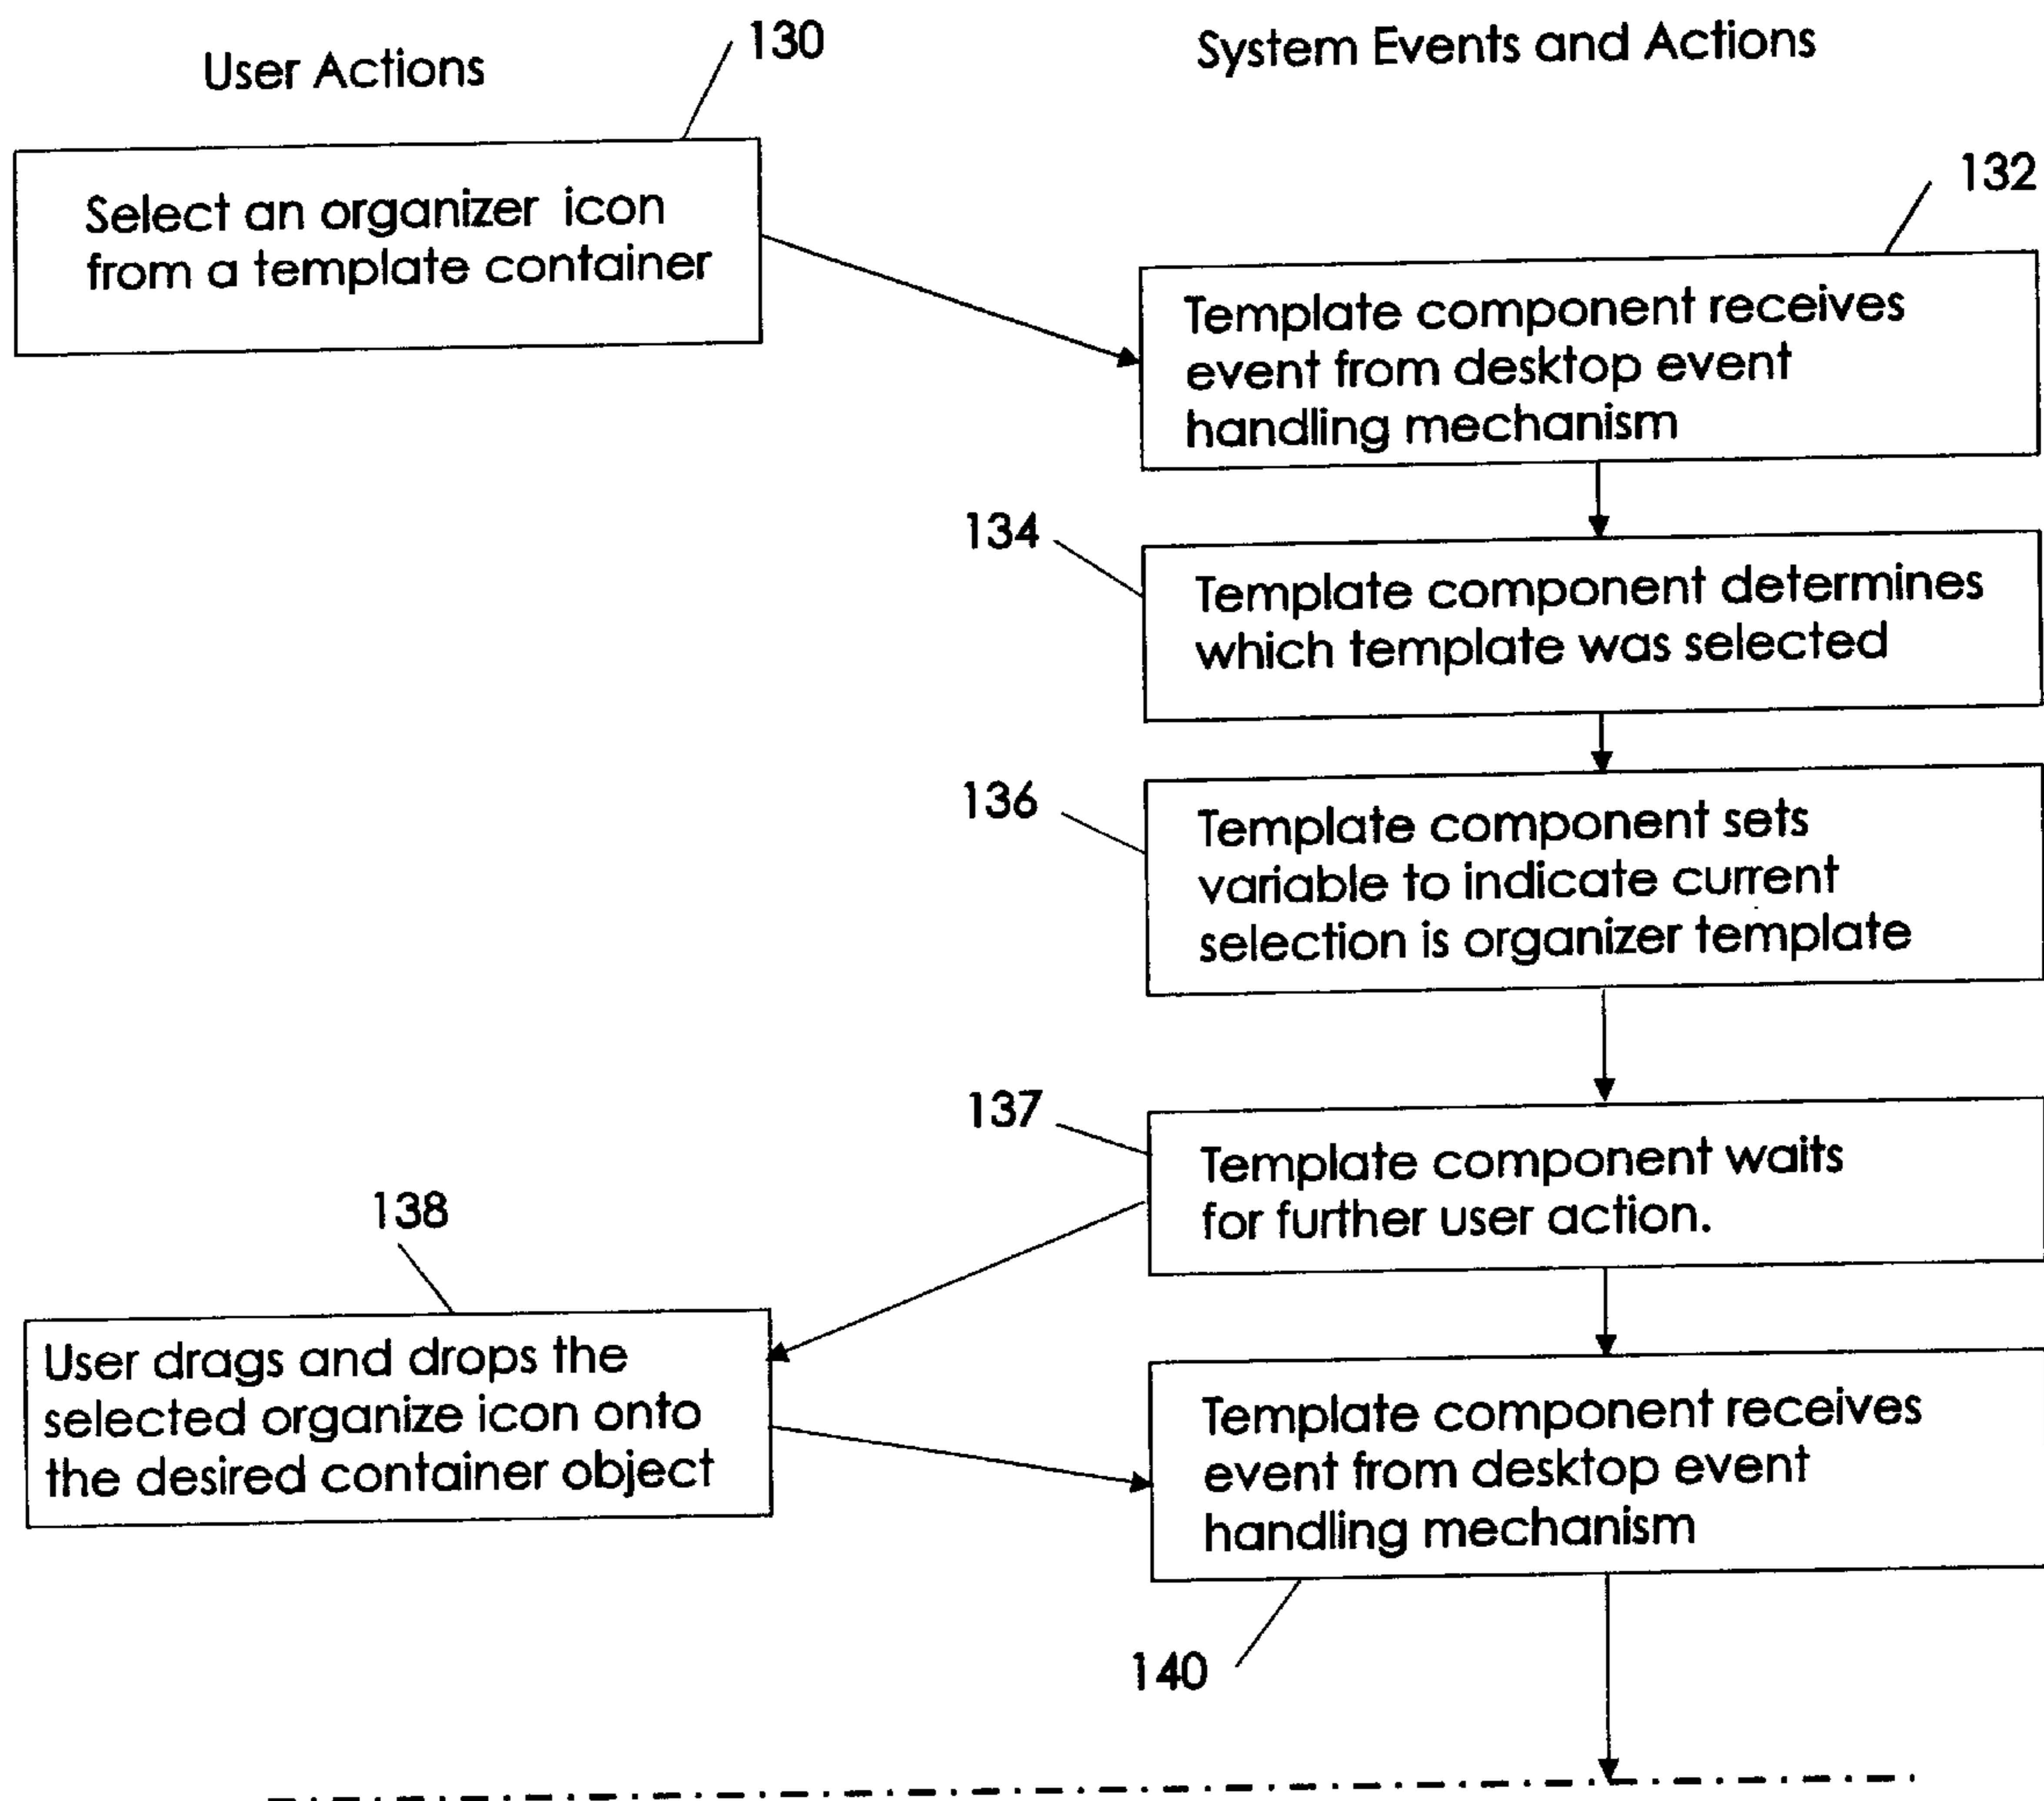 User Actions
130
System Events and Actions
Select an organizer icon
from a template container
132
Template component receives
event from desktop event
handling mechanism
134
Template component determines
which template was selected
136
Template component sets
variable to indicate current
selection is organizer template
137
Template component waits
for further user action.
138
User drags and drops the
selected organize icon onto
the desired container object
Template component receives
event from desktop event
handling mechanism
140